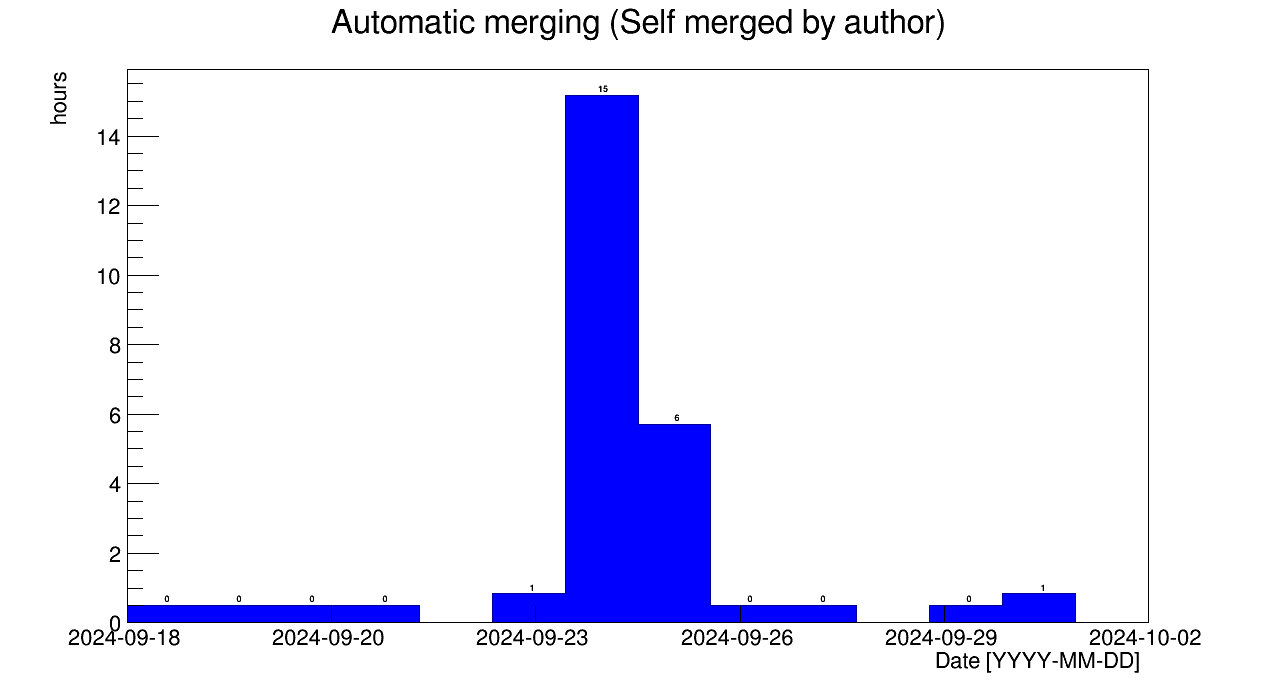 Automatic merging (Self merged by author)
hours
15
14
12
10
8
6
6
4
2
1
1
0 0 0 0 0 0 0
0
2024-09-18 2024-09-20 2024-09-23 2024-09-26 2024-09-29 2024-10-02
Date [YYYY-MM-DD]